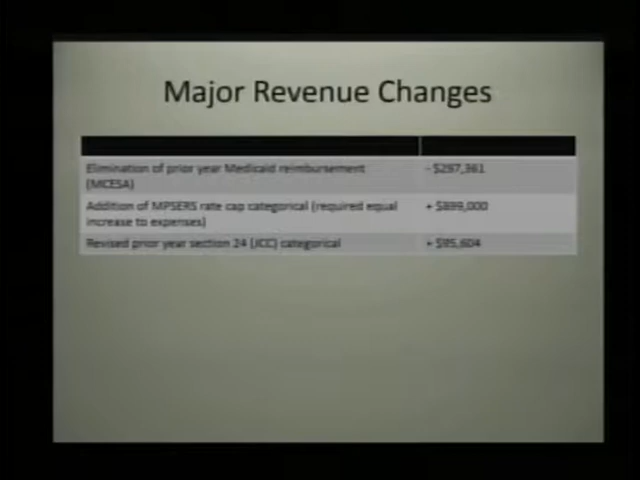 Major Revenue Changes
Elimination of prior year Medicaid reimbursement - $297,361
(MCESA)
Addition of MPSERS rate cap categorical (required equal + $899,000
increase to expenses)
Revised prior year section 24 (JCC) categorical + $95,604